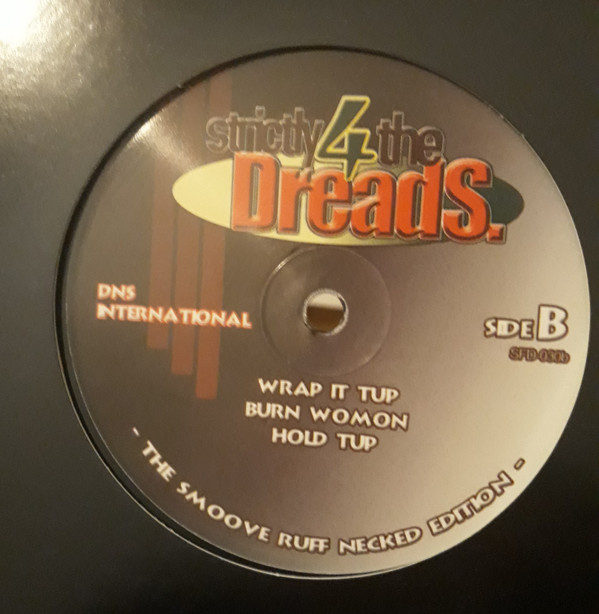 strictly 4 the
DreadS.
DNS
INTERNATIONAL
SIDE B
SFD-030b
WRAP IT TUP
BURN WOMON
HOLD TUP
- THE SMOOVE RUFF NECKED EDITION -